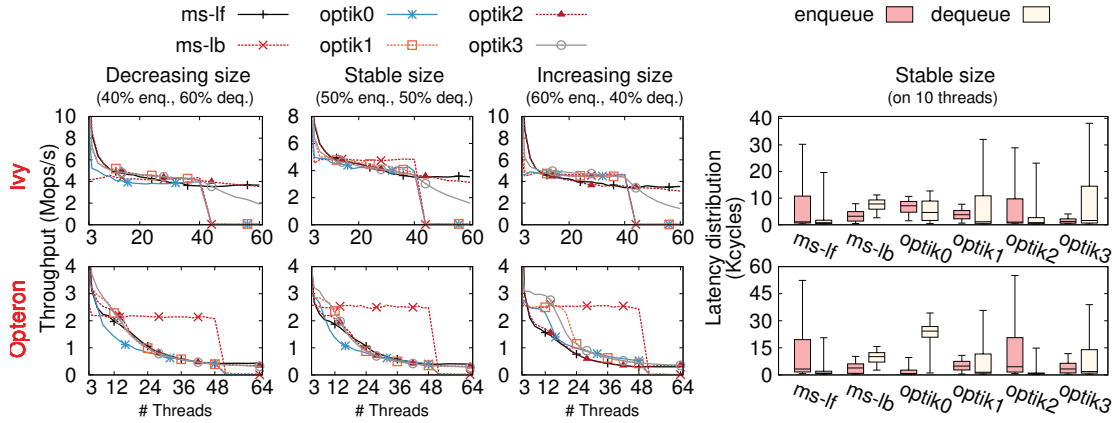 ms-lf optik0 optik2 enqueue dequeue
ms-lb optik1 optik3
Decreasing size Stable size Increasing size Stable size
(40% enq., 60% deq.) (50% enq., 50% deq.) (60% enq., 40% deq.) (on 10 threads)
Ivy
Throughput (Mops/s)
10
8
6
4
2
0
3 20 40 60
8
6
4
2
0
3 20 40 60
10
8
6
4
2
0
3 20 40 60
Latency distribution
(Kcycles)
40
30
20
10
0
ms-lf ms-lb optik0 optik1 optik2 optik3
Opteron
4
3
2
1
0
3 12 24 36 48 64
# Threads
4
3
2
1
0
3 12 24 36 48 64
# Threads
4
3
2
1
0
3 12 24 36 48 64
# Threads
60
45
30
15
0
ms-lf ms-lb optik0 optik1 optik2 optik3